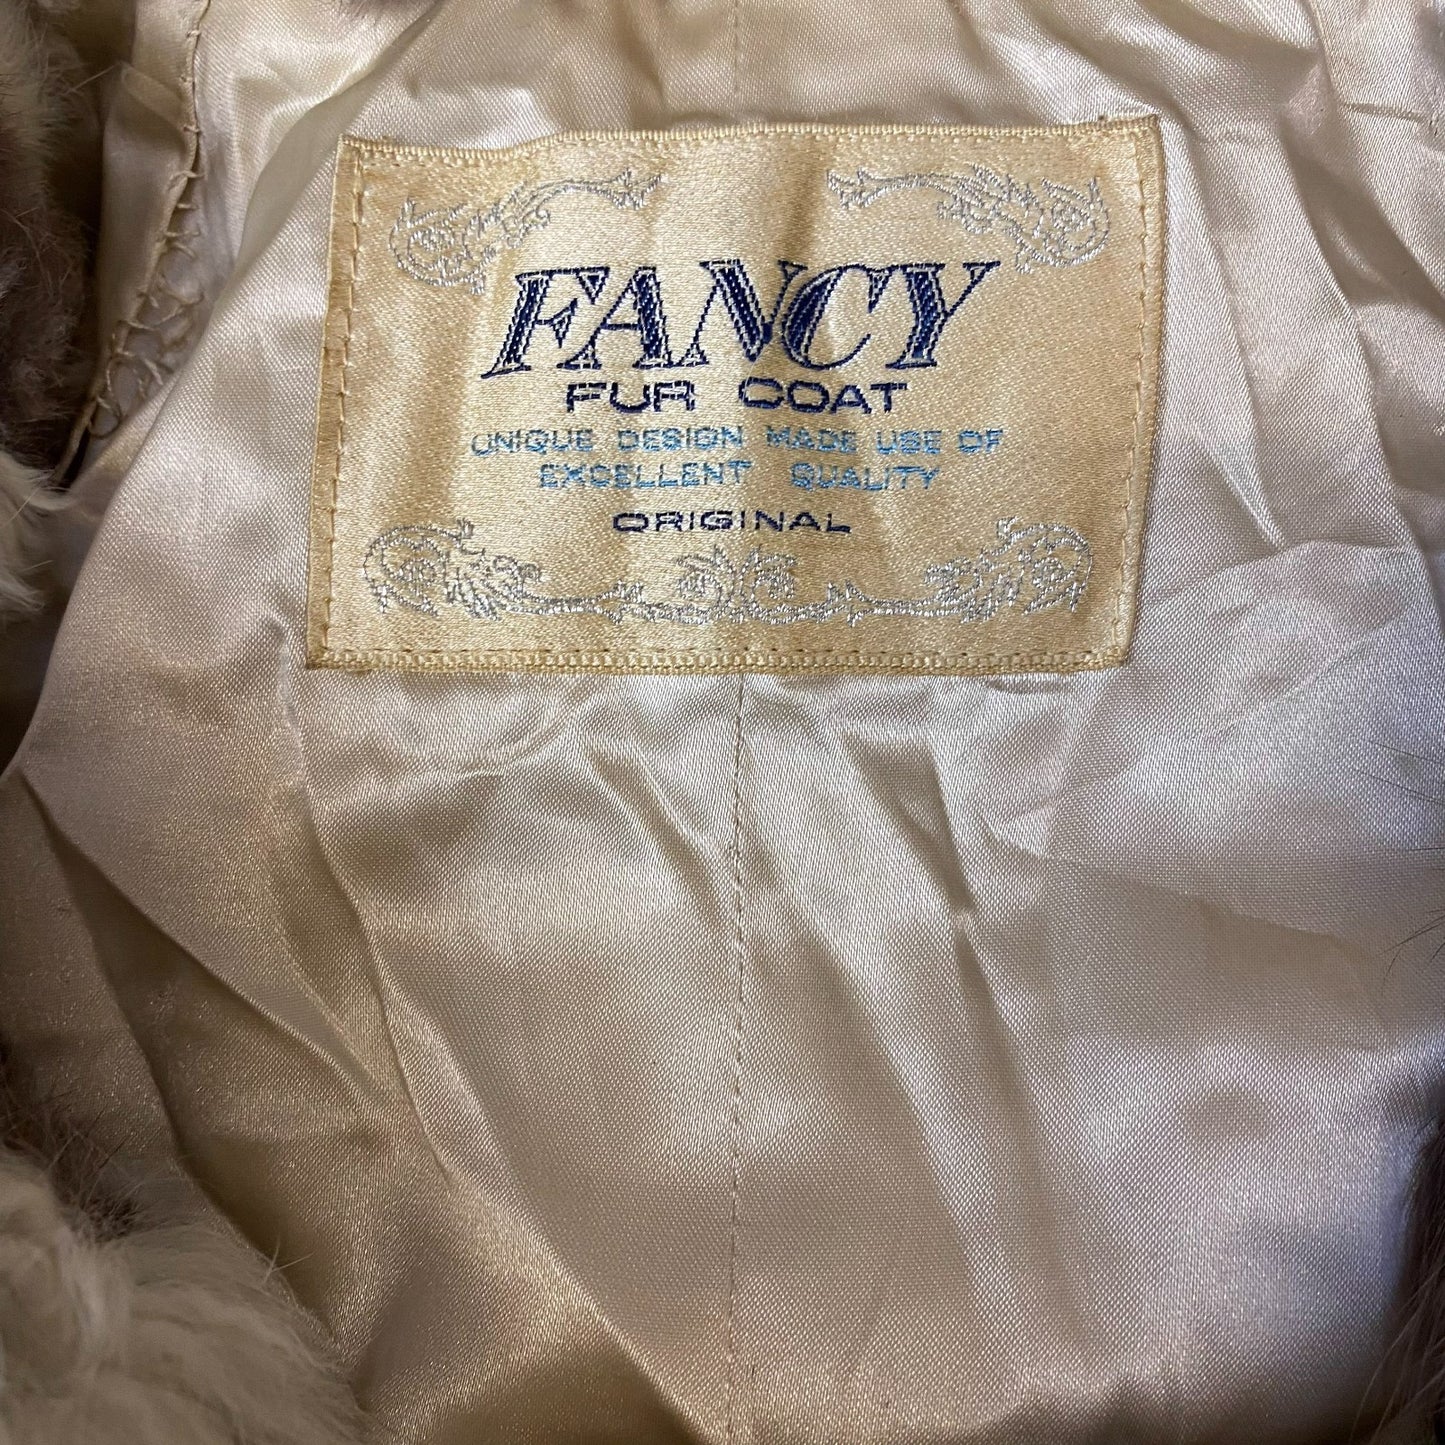 FANCY
FUR COAT
UNIQUE DESIGN MADE USE OF
EXCELLENT QUALITY
ORIGINAL